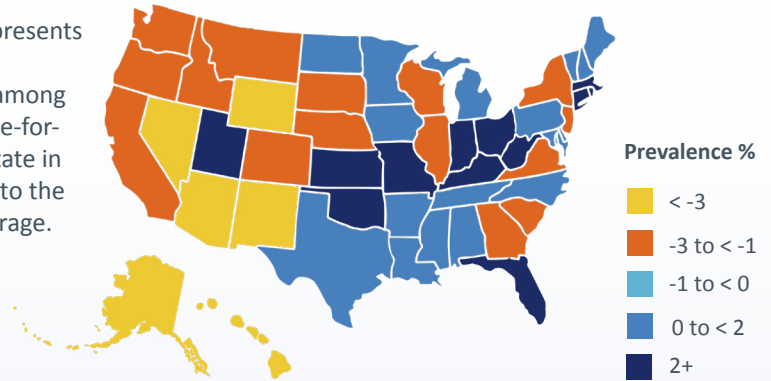 among
e-for-
tate in
to the
rage.
Prevalence %
< -3
-3 to < -1
-1 to < 0
0 to < 2
2+